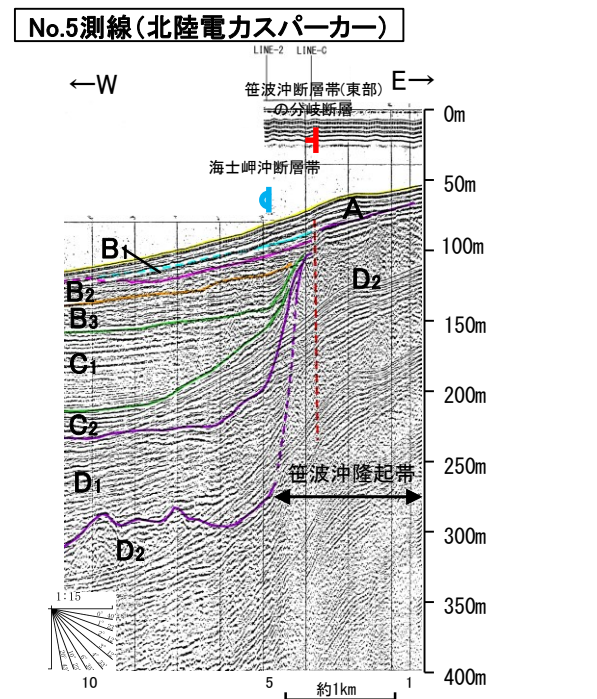 No.5測線(北陸電力スパーカー)
LINE-2 LINE-C
←W
E→
笹波沖断層帯(東部)
の分岐断層
海士岬沖断層帯
0m
50m
100m
150m
200m
250m
300m
350m
400m
A
B1
B2
B3
C1
C2
D1
D2
D2
笹波沖隆起帯
1:15
10
5
1
約1km